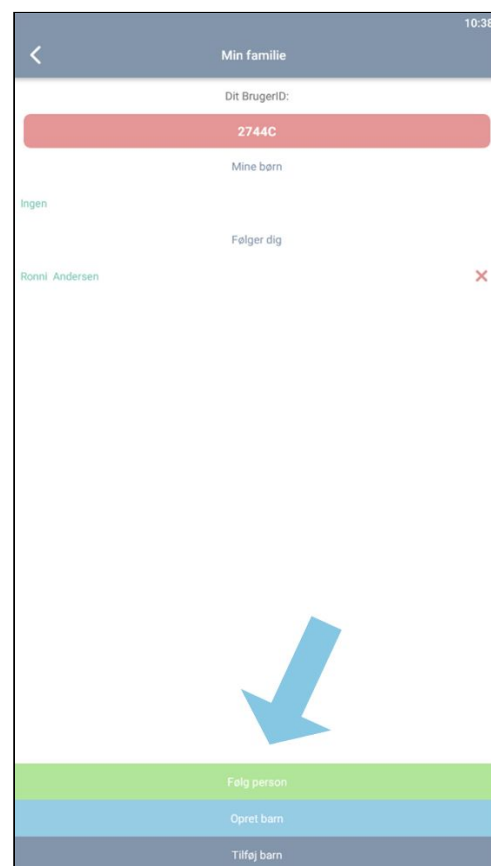 10:38
Min familie
Dit BrugerID:
2744C
Mine børn
Ingen
Følger dig
Ronni Andersen
Følg person
Opret barn
Tilføj barn